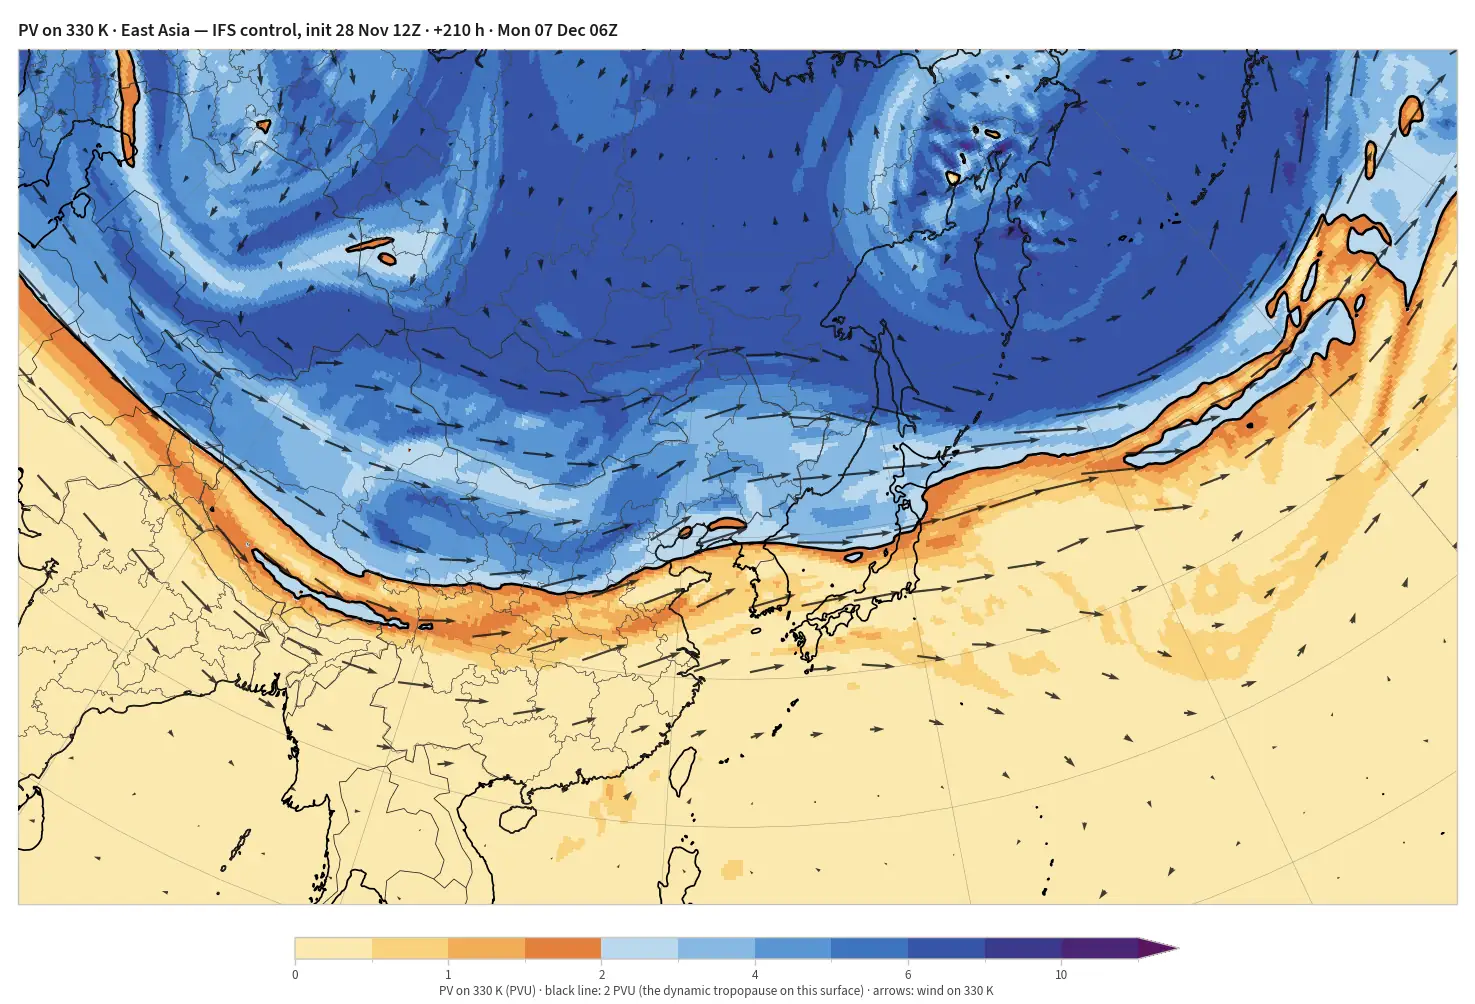 PV on 330 K · East Asia — IFS control, init 28 Nov 12Z · +210 h · Mon 07 Dec 06Z
0 1 2 4 6 10
PV on 330 K (PVU) · black line: 2 PVU (the dynamic tropopause on this surface) · arrows: wind on 330 K